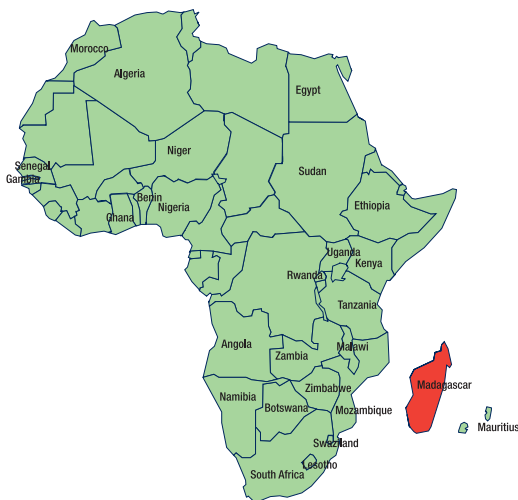 Morocco
Algeria
Egypt
Niger
Senegal
Sudan
Gambia
Benin
Ethiopia
Nigeria
Ghana
Uganda
Kenya
Rwanda
Tanzania
Angola
Malawi
Zambia
Madagascar
Zimbabwe
Namibia
Botswana
Mozambique
Mauritius
Swaziland
Lesotho
South Africa